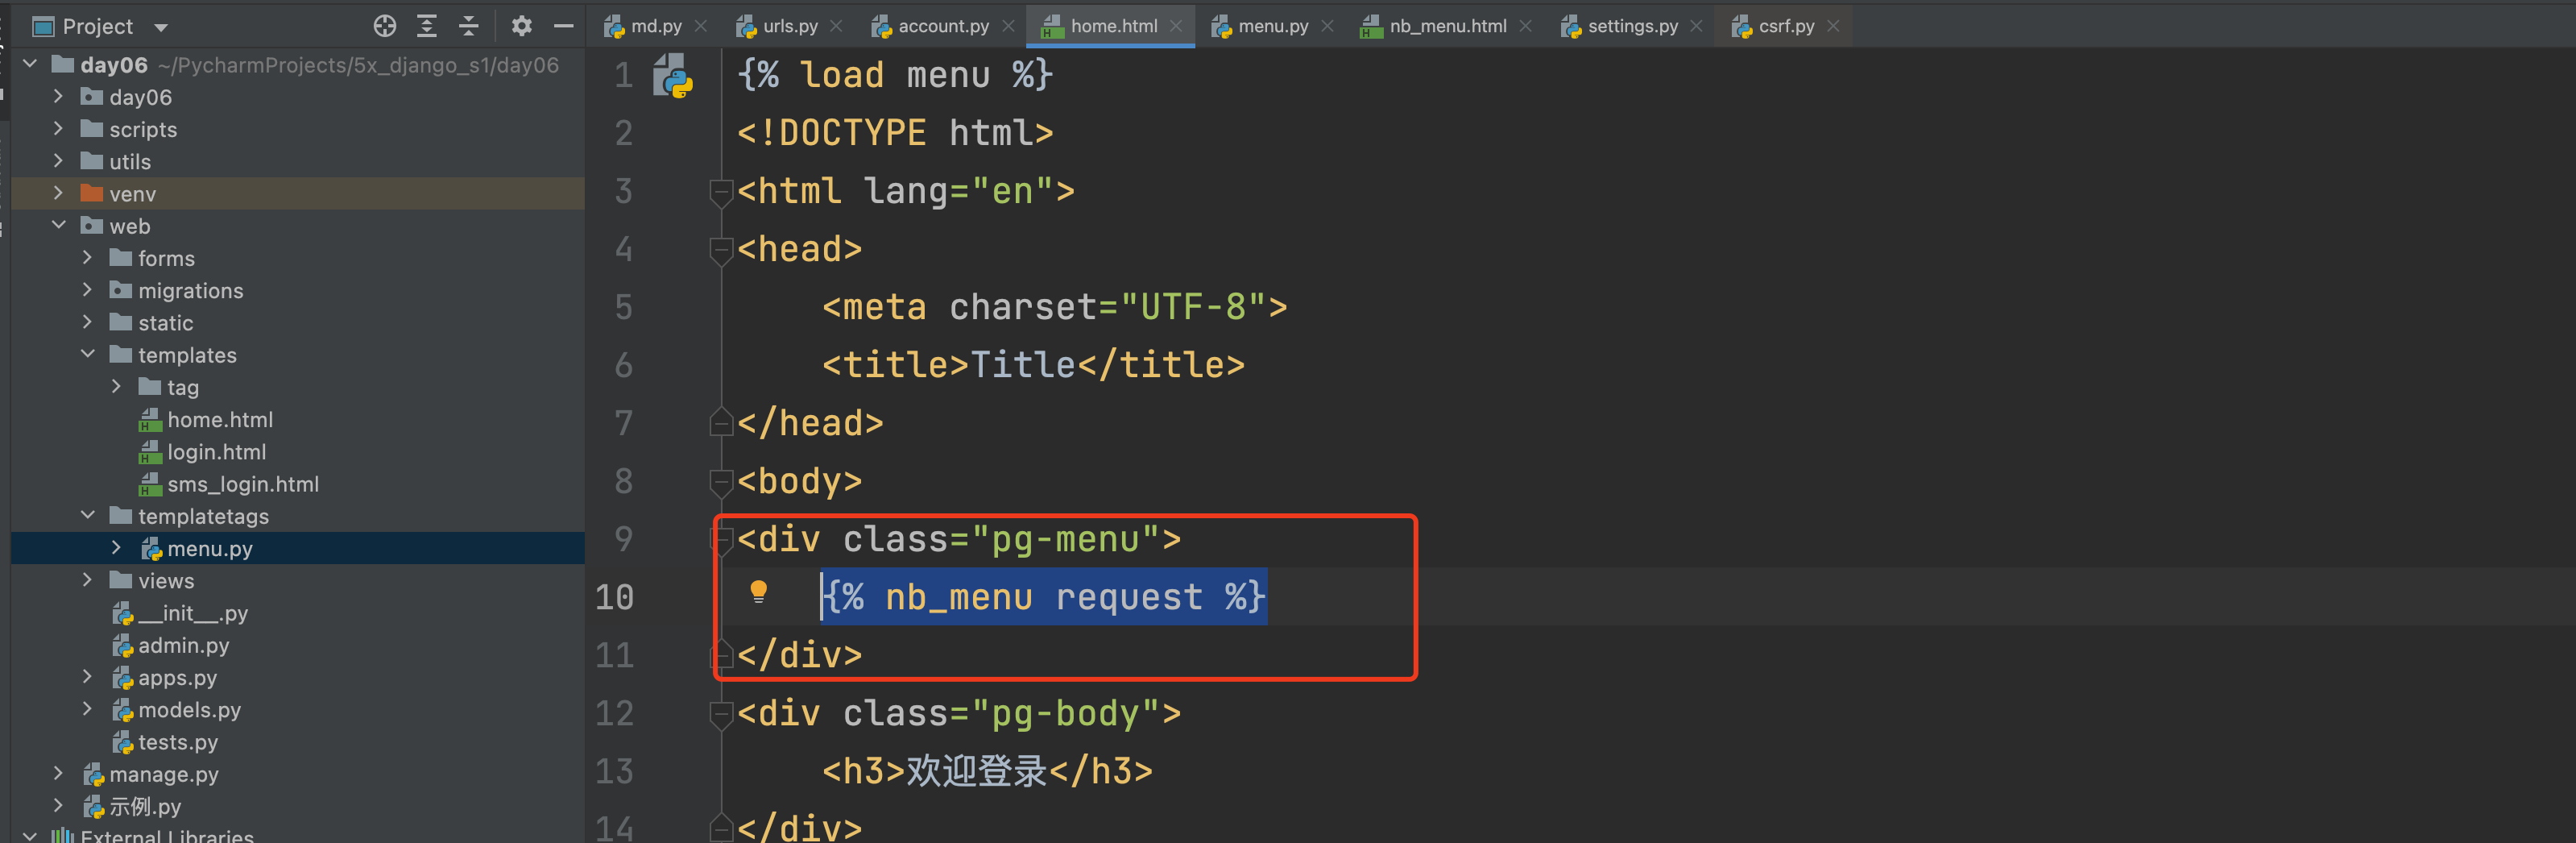 Project
md.py
urls.py
account.py
home.html
menu.py
nb_menu.html
settings.py
csrf.py
day06 ~/PycharmProjects/5x_django_s1/day06
day06
scripts
utils
venv
web
forms
migrations
static
templates
tag
home.html
login.html
sms_login.html
templatetags
menu.py
views
__init__.py
admin.py
apps.py
models.py
tests.py
manage.py
示例.py
External Libraries
1 {% load menu %}
2 <!DOCTYPE html>
3 <html lang="en">
4 <head>
5 <meta charset="UTF-8">
6 <title>Title</title>
7 </head>
8 <body>
9 <div class="pg-menu">
10 {% nb_menu request %}
11 </div>
12 <div class="pg-body">
13 <h3>欢迎登录</h3>
14 </div>